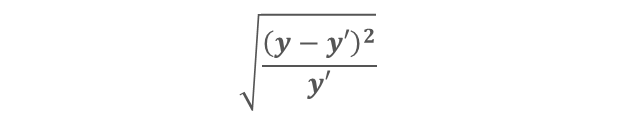 √((y − y′)² / y′)